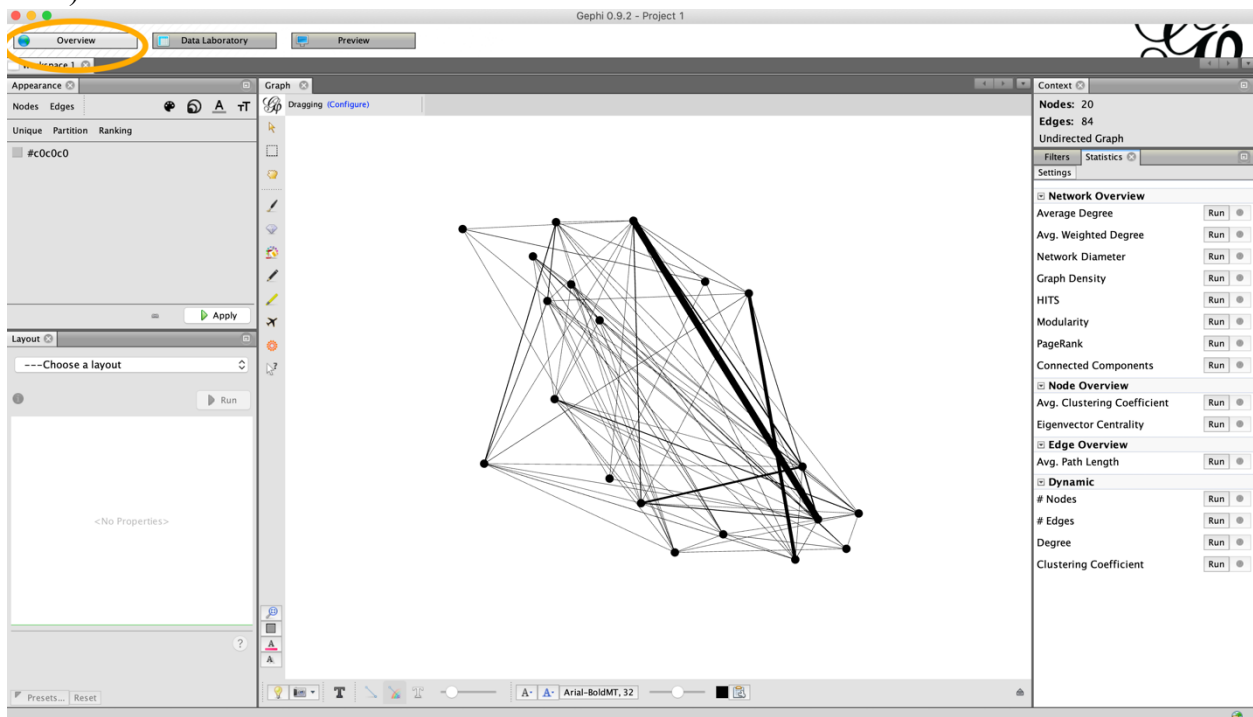 )
Gephi 0.9.2 - Project 1
Overview Data Laboratory Preview
Workspace 1
Appearance Graph Context
Nodes Edges Dragging (Configure) Nodes: 20
Edges: 84
Unique Partition Ranking Undirected Graph
#c0c0c0 Filters Statistics
Settings
Network Overview
Average Degree Run
Avg. Weighted Degree Run
Network Diameter Run
Graph Density Run
HITS Run
Apply Modularity Run
Layout PageRank Run
---Choose a layout Connected Components Run
Node Overview
Run Avg. Clustering Coefficient Run
Eigenvector Centrality Run
Edge Overview
Avg. Path Length Run
Dynamic
<No Properties> # Nodes Run
# Edges Run
Degree Run
Clustering Coefficient Run
Presets... Reset T T A- A- Arial-BoldMT, 32